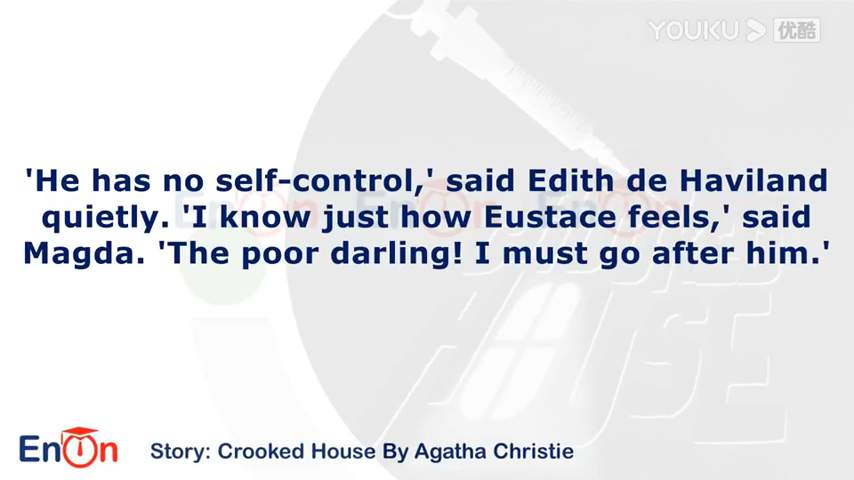 YOUKU 优酷
'He has no self-control,' said Edith de Haviland
quietly. 'I know just how Eustace feels,' said
Magda. 'The poor darling! I must go after him.'
HOUSE
EnOn
Story: Crooked House By Agatha Christie